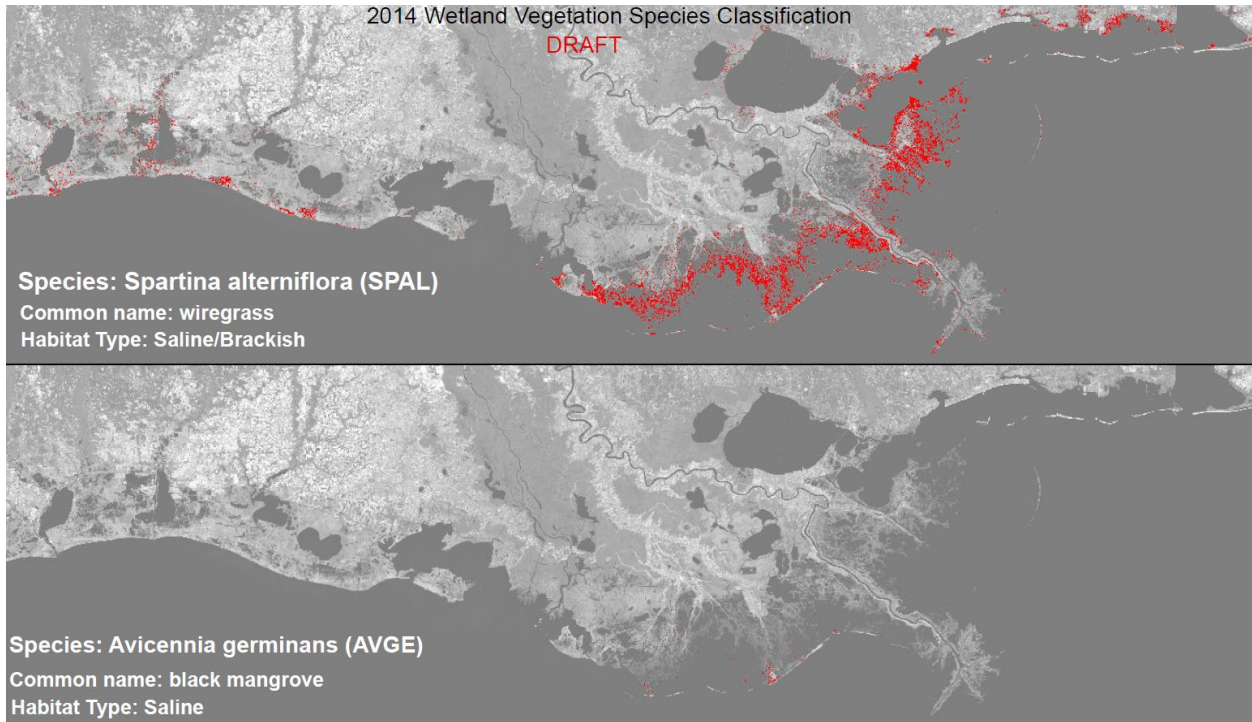 2014 Wetland Vegetation Species Classification
DRAFT
Species: Spartina alterniflora (SPAL)
Common name: wiregrass
Habitat Type: Saline/Brackish
Species: Avicennia germinans (AVGE)
Common name: black mangrove
Habitat Type: Saline